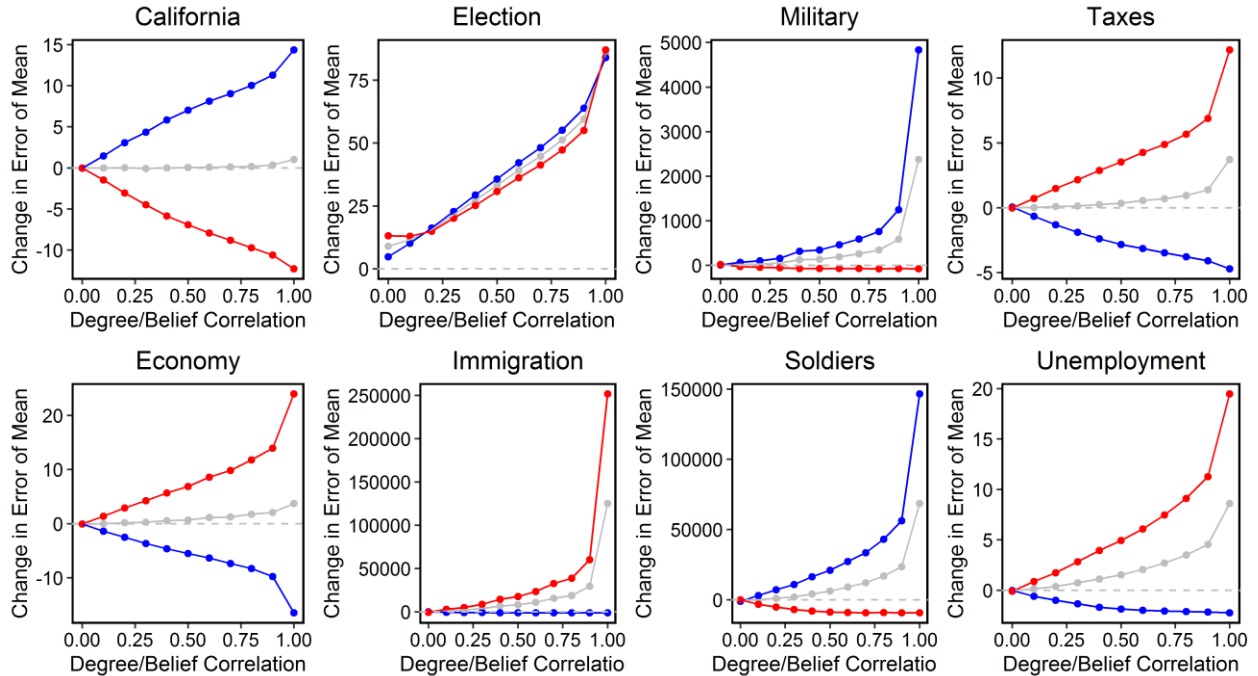 California
Election
Military
Taxes
Change in Error of Mean
15
10
5
0
-5
-10
0.00 0.25 0.50 0.75 1.00
Degree/Belief Correlation
Change in Error of Mean
75
50
25
0
0.00 0.25 0.50 0.75 1.00
Degree/Belief Correlation
Change in Error of Mean
5000
4000
3000
2000
1000
0
0.00 0.25 0.50 0.75 1.00
Degree/Belief Correlation
Change in Error of Mean
10
5
0
-5
0.00 0.25 0.50 0.75 1.00
Degree/Belief Correlation
Economy
Immigration
Soldiers
Unemployment
Change in Error of Mean
20
10
0
-10
0.00 0.25 0.50 0.75 1.00
Degree/Belief Correlation
Change in Error of Mean
250000
200000
150000
100000
50000
0
0.00 0.25 0.50 0.75 1.00
Degree/Belief Correlatio
Change in Error of Mean
150000
100000
50000
0
0.00 0.25 0.50 0.75 1.00
Degree/Belief Correlatio
Change in Error of Mean
20
15
10
5
0
0.00 0.25 0.50 0.75 1.00
Degree/Belief Correlation